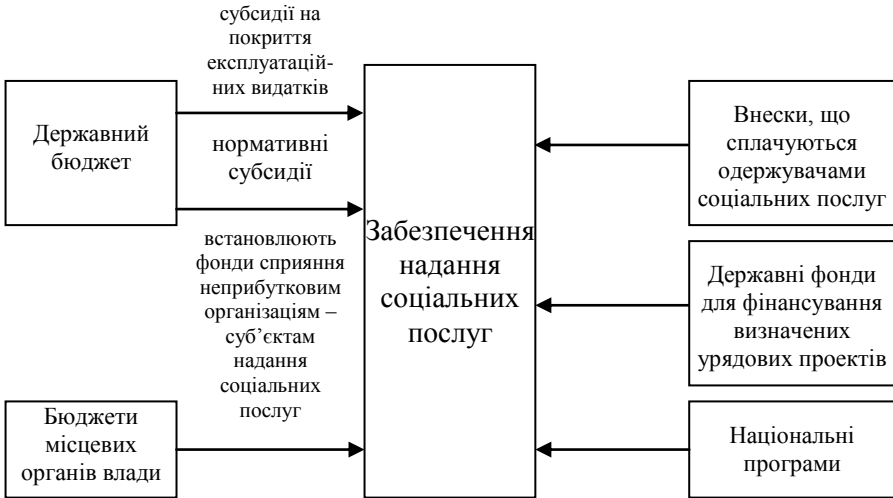 субсидії на
покриття
експлуатацій-
них видатків
Державний
бюджет
нормативні
субсидії
встановлюють
фонди сприяння
неприбутковим
організаціям –
суб’єктам
надання
соціальних
послуг
Бюджети
місцевих
органів влади
Забезпечення
надання
соціальних
послуг
Внески, що
сплачуються
одержувачами
соціальних послуг
Державні фонди
для фінансування
визначених
урядових проектів
Національні
програми